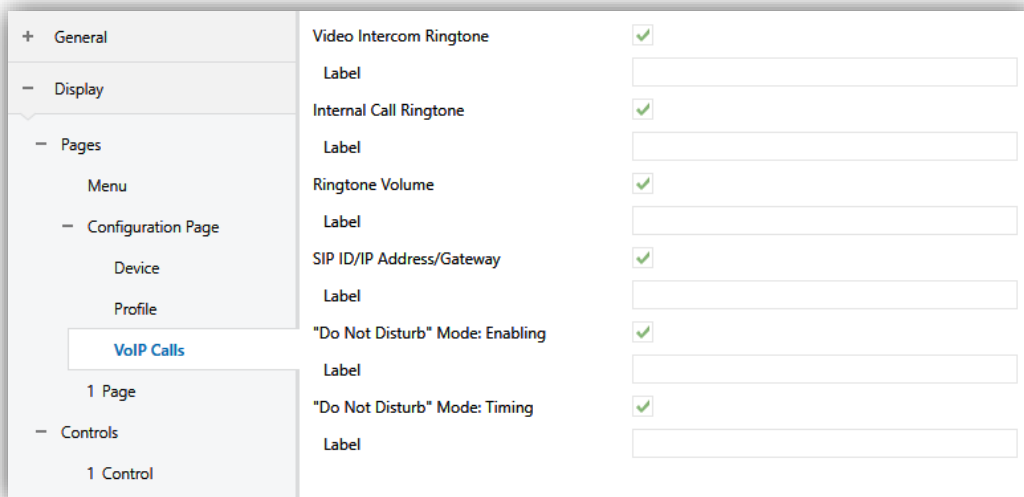 + General
− Display
− Pages
Menu
− Configuration Page
Device
Profile
VoIP Calls
1 Page
− Controls
1 Control
Video Intercom Ringtone
Label
Internal Call Ringtone
Label
Ringtone Volume
Label
SIP ID/IP Address/Gateway
Label
"Do Not Disturb" Mode: Enabling
Label
"Do Not Disturb" Mode: Timing
Label